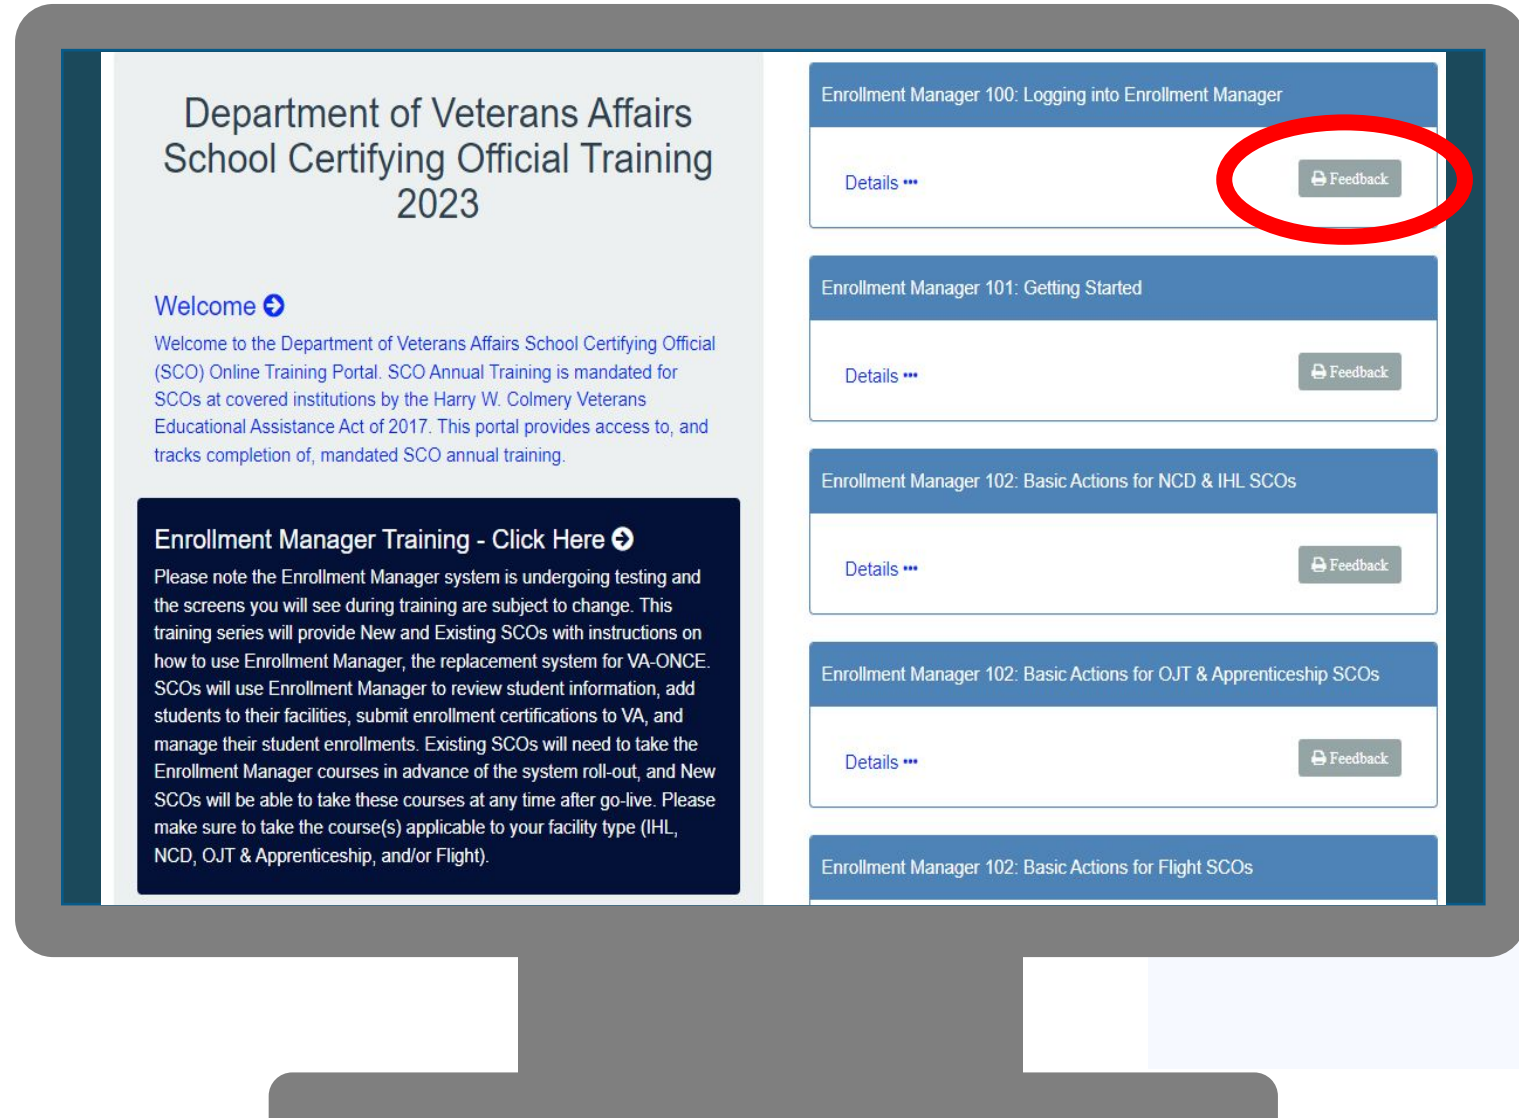 Department of Veterans Affairs
School Certifying Official Training
2023
Welcome
Welcome to the Department of Veterans Affairs School Certifying Official
(SCO) Online Training Portal. SCO Annual Training is mandated for
SCOs at covered institutions by the Harry W. Colmery Veterans
Educational Assistance Act of 2017. This portal provides access to, and
tracks completion of, mandated SCO annual training.
Enrollment Manager Training - Click Here
Please note the Enrollment Manager system is undergoing testing and
the screens you will see during training are subject to change. This
training series will provide New and Existing SCOs with instructions on
how to use Enrollment Manager, the replacement system for VA-ONCE.
SCOs will use Enrollment Manager to review student information, add
students to their facilities, submit enrollment certifications to VA, and
manage their student enrollments. Existing SCOs will need to take the
Enrollment Manager courses in advance of the system roll-out, and New
SCOs will be able to take these courses at any time after go-live. Please
make sure to take the course(s) applicable to your facility type (IHL,
NCD, OJT & Apprenticeship, and/or Flight).
Enrollment Manager 100: Logging into Enrollment Manager
Details •••
Feedback
Enrollment Manager 101: Getting Started
Details •••
Feedback
Enrollment Manager 102: Basic Actions for NCD & IHL SCOs
Details •••
Feedback
Enrollment Manager 102: Basic Actions for OJT & Apprenticeship SCOs
Details •••
Feedback
Enrollment Manager 102: Basic Actions for Flight SCOs